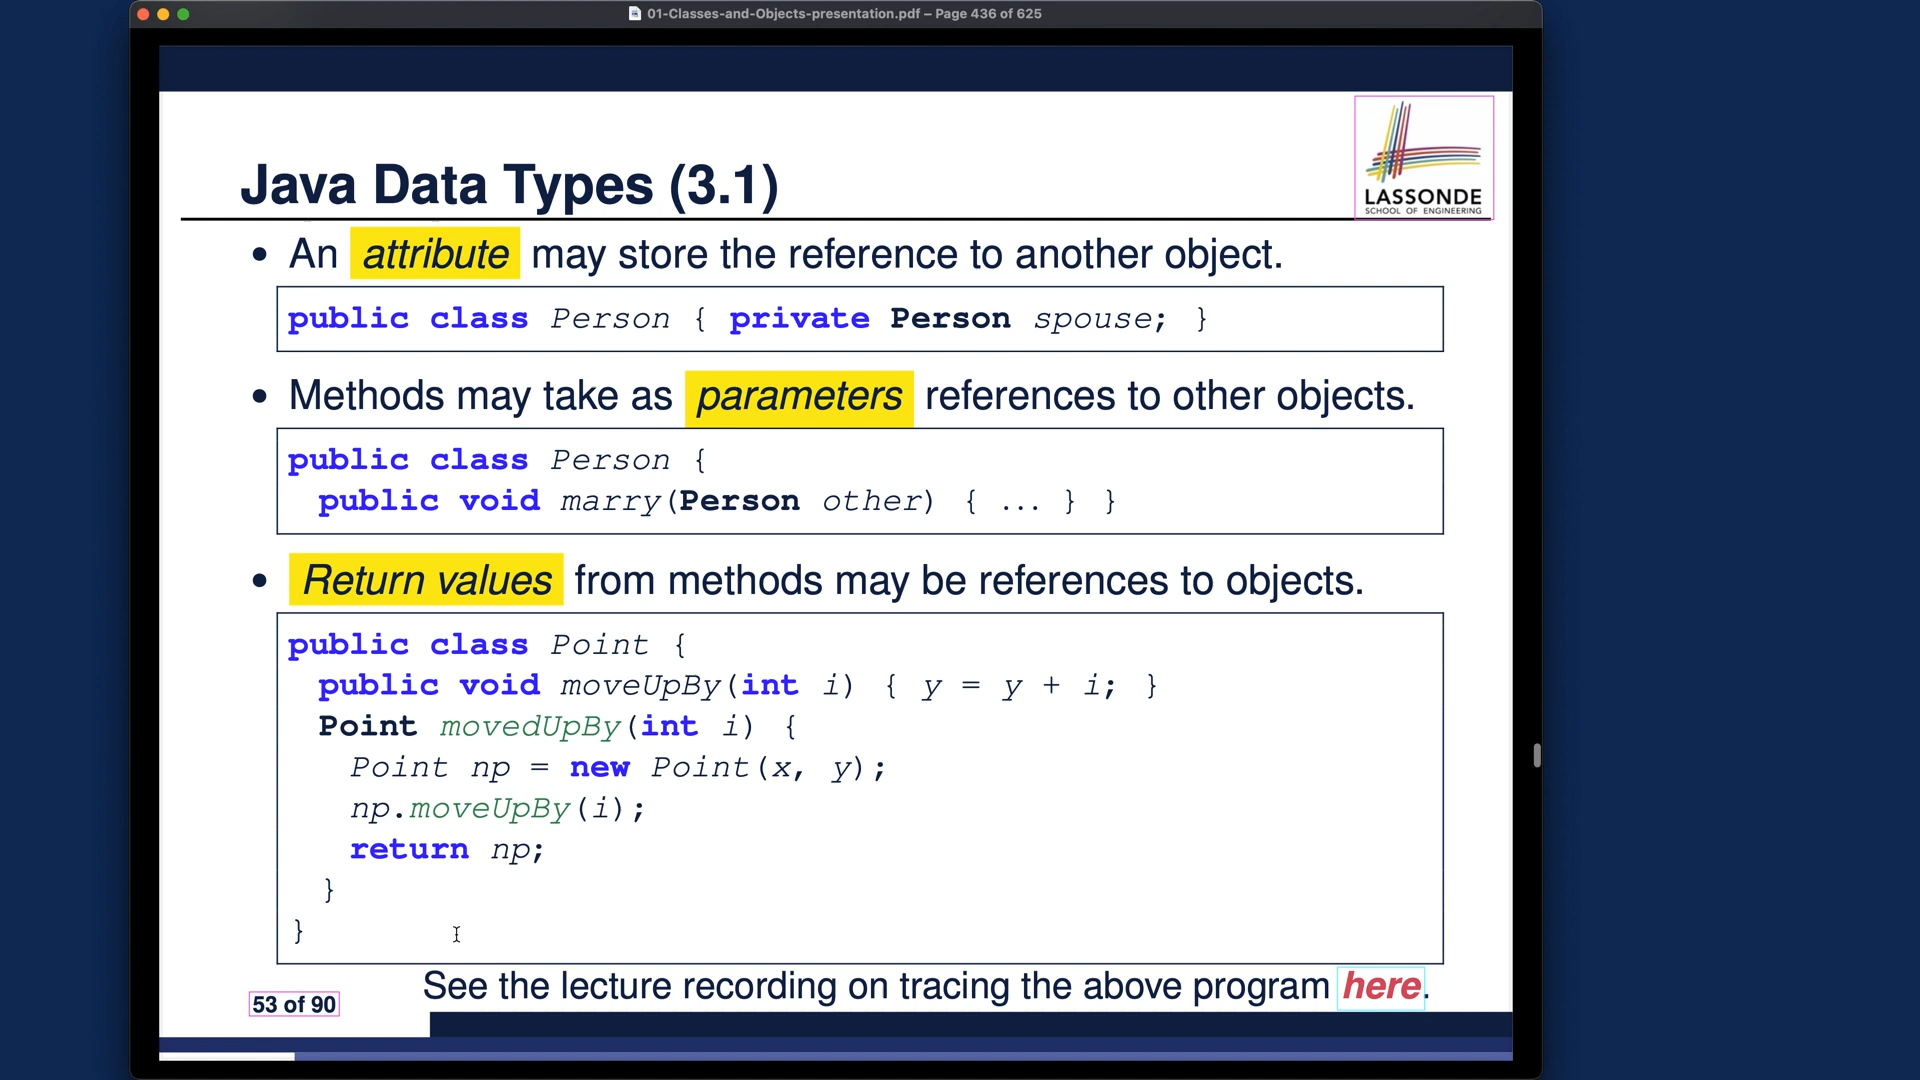 01-Classes-and-Objects-presentation.pdf – Page 436 of 625
LASSONDE
SCHOOL OF ENGINEERING
Java Data Types (3.1)
• An attribute may store the reference to another object.
public class Person { private Person spouse; }
• Methods may take as parameters references to other objects.
public class Person {
public void marry(Person other) { ... } }
• Return values from methods may be references to objects.
public class Point {
public void moveUpBy(int i) { y = y + i; }
Point movedUpBy(int i) {
Point np = new Point(x, y);
np.moveUpBy(i);
return np;
}
}
See the lecture recording on tracing the above program here.
53 of 90